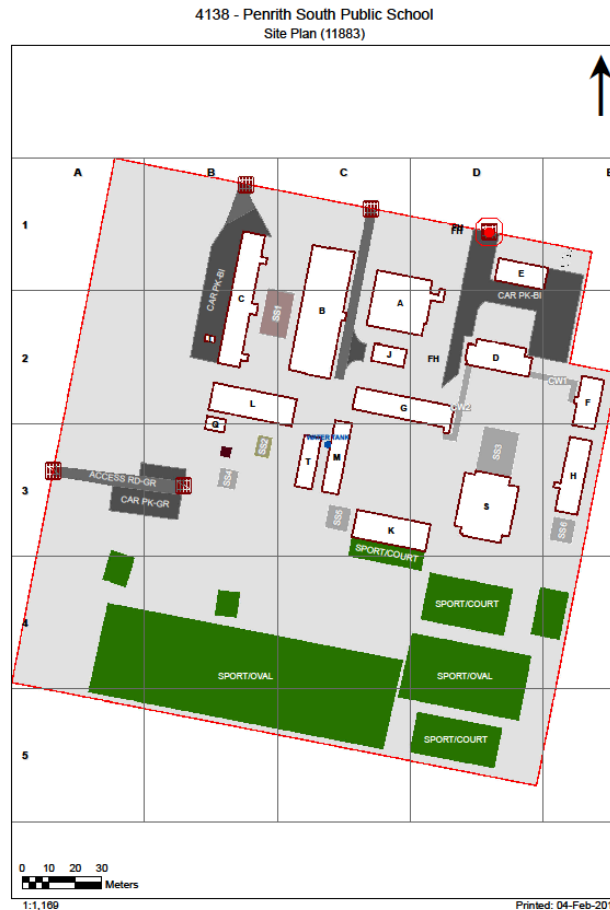 4138 - Penrith South Public School
Site Plan (11883)
A
B
C
D
E
1
FH
FH
E
CAR PK-BI
CAR PK-BI
C
SS1
B
A
J
2
FH
D
CW1
F
L
G
CW2
Q
WATER TANK
SS2
T
M
SS3
H
3
ACCESS RD-GR
SS4
CAR PK-GR
S
SS5
K
SS6
SPORT/COURT
SPORT/COURT
4
SPORT/OVAL
SPORT/OVAL
SPORT/COURT
5
0 10 20 30
Meters
1:1,169
Printed: 04-Feb-201